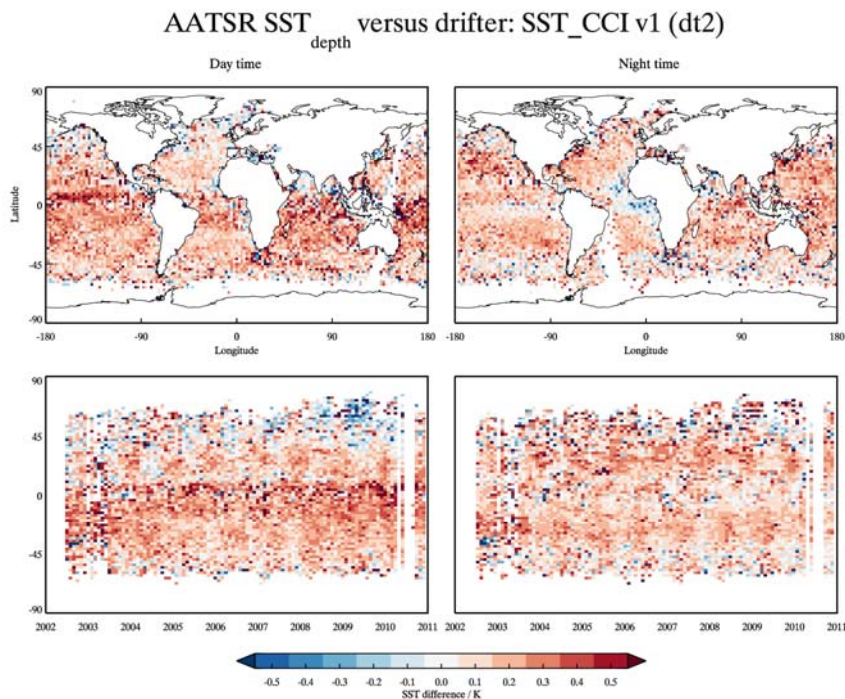 AATSR SST_depth versus drifter: SST_CCI v1 (dt2)
Day time
Night time
90
45
0
-45
-90
Latitude
-180 -90 0 90 180
Longitude
-180 -90 0 90 180
Longitude
90
45
0
-45
-90
2002 2003 2004 2005 2006 2007 2008 2009 2010 2011
2002 2003 2004 2005 2006 2007 2008 2009 2010 2011
-0.5 -0.4 -0.3 -0.2 -0.1 0.0 0.1 0.2 0.3 0.4 0.5
SST difference / K